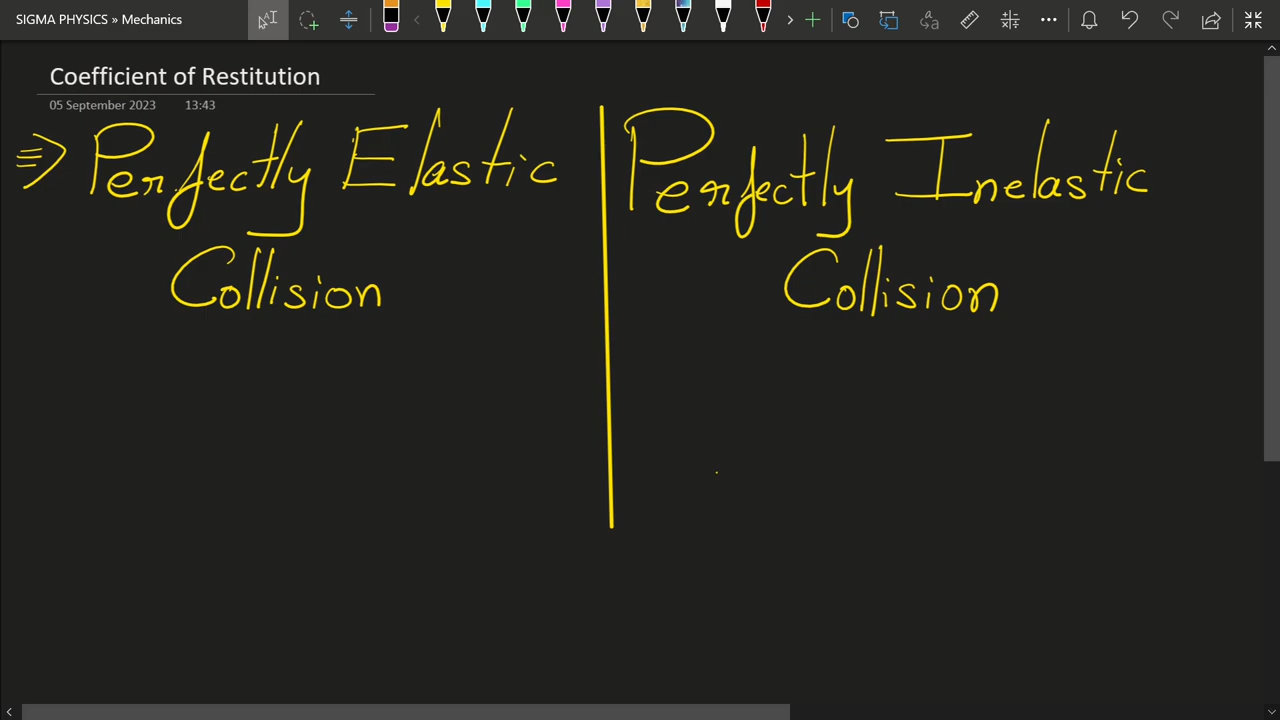 SIGMA PHYSICS » Mechanics
Coefficient of Restitution
05 September 2023 13:43
⇒ Perfectly Elastic
Collision
Perfectly Inelastic
Collision